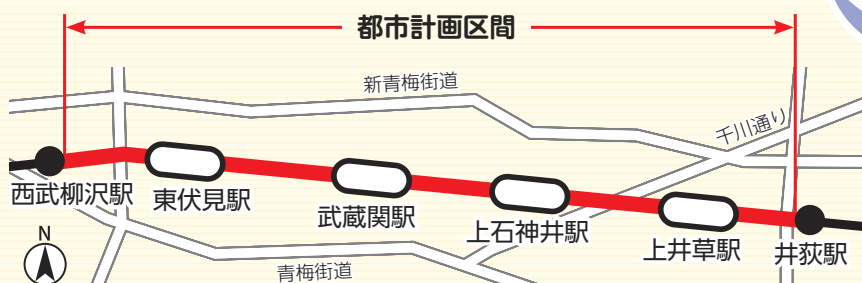 都市計画区間
新青梅街道
千川通り
西武柳沢駅
東伏見駅
武蔵関駅
上石神井駅
上井草駅
井荻駅
N
青梅街道